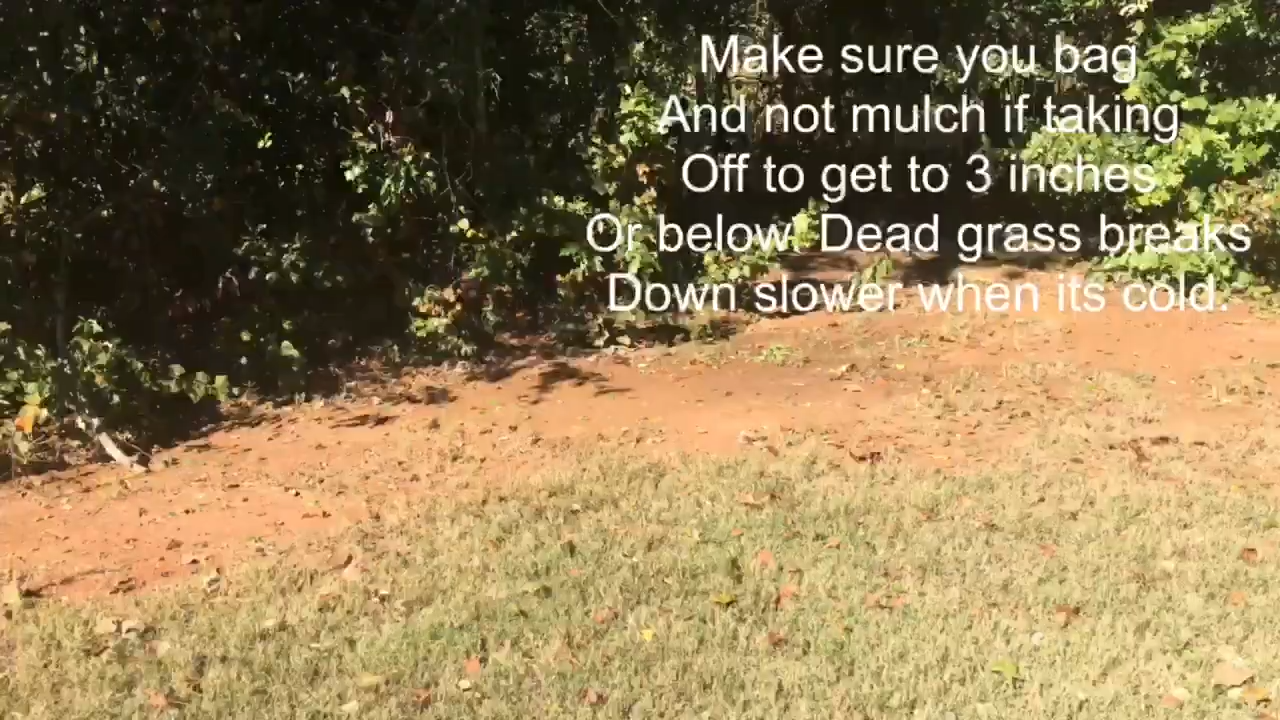 Make sure you bag
And not mulch if taking
Off to get to 3 inches
Or below! Dead grass breaks
Down slower when its cold.